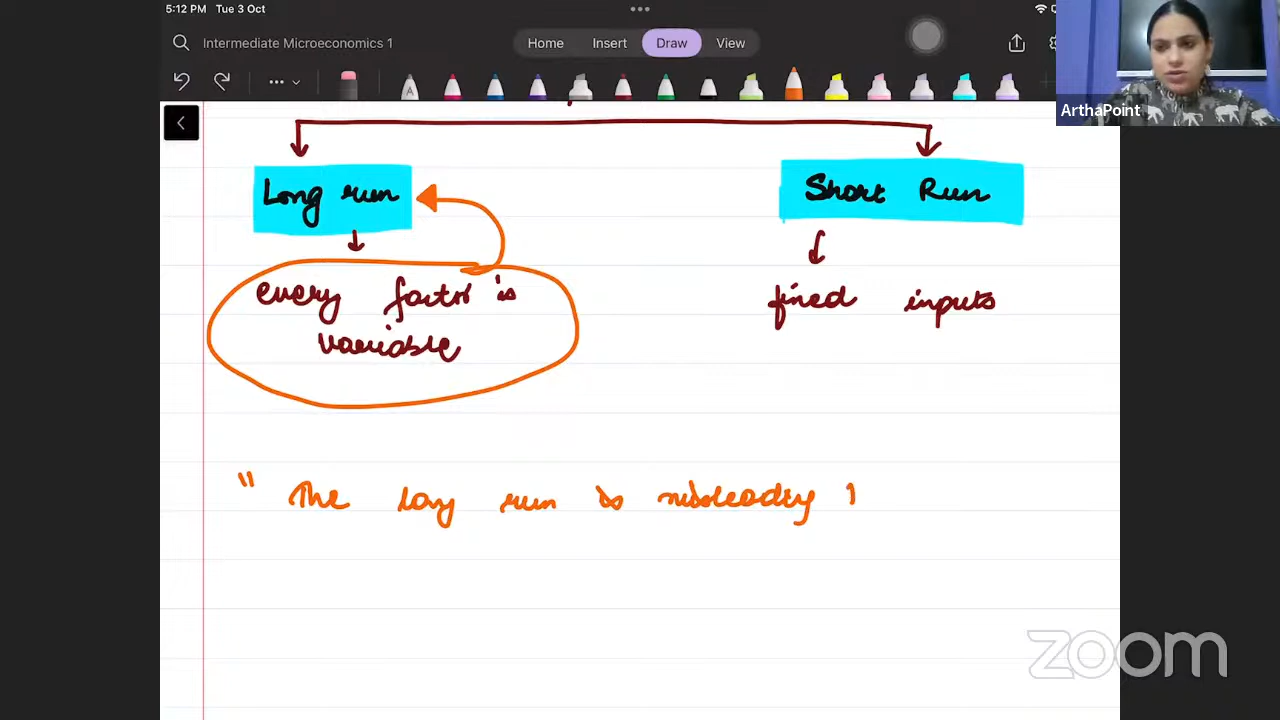 5:12 PM Tue 3 Oct
Intermediate Microeconomics 1
Home Insert Draw View
A
ArthaPoint
Long run
Short Run
every factor is
variable
fixed inputs
" The long run is misleading
zoom